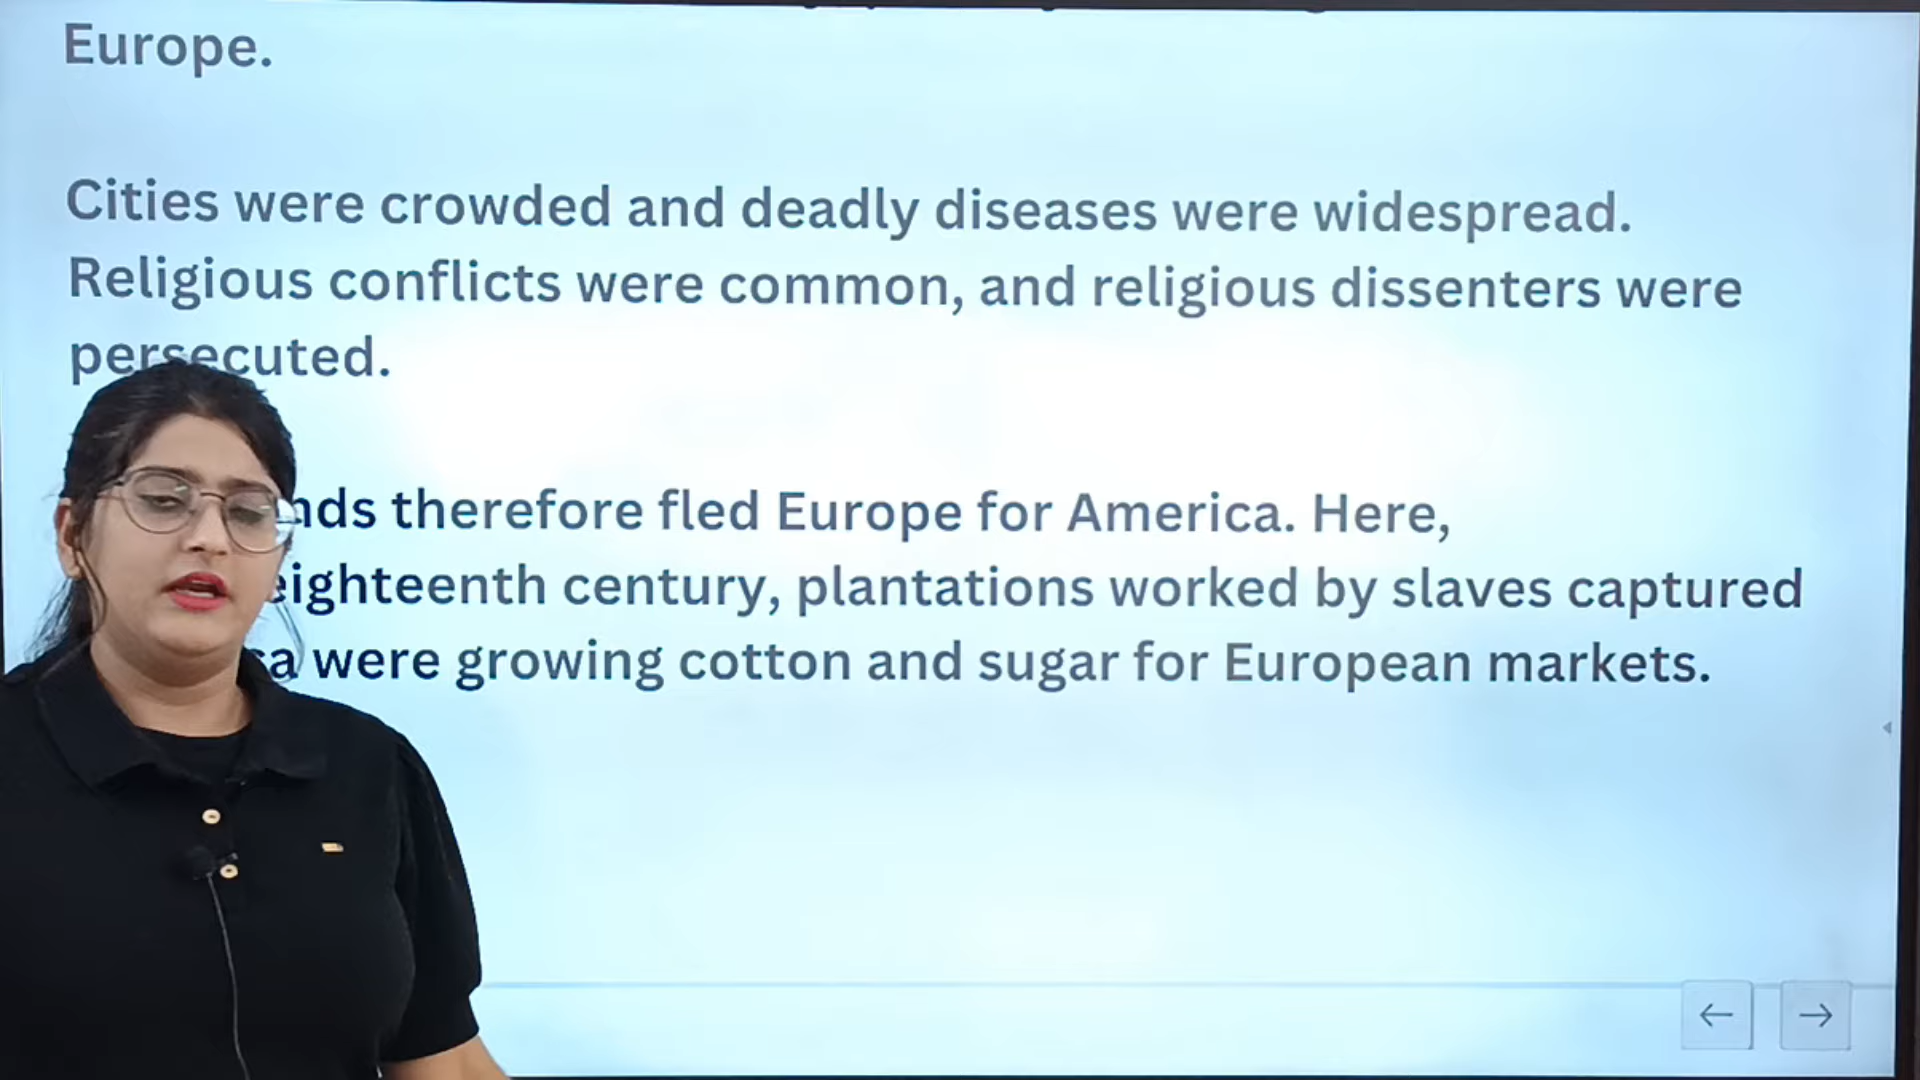 Europe.
Cities were crowded and deadly diseases were widespread.
Religious conflicts were common, and religious dissenters were
persecuted.
therefore fled Europe for America. Here,
eighteenth century, plantations worked by slaves captured
were growing cotton and sugar for European markets.